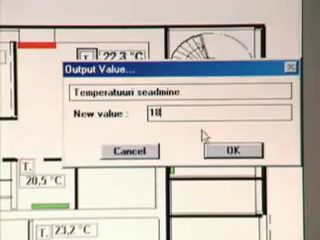 T. 22,3 °C
Output Value...
Temperatuuri seadmine
New value : 18
Cancel OK
T.
20,5 °C
T. 23,2 °C